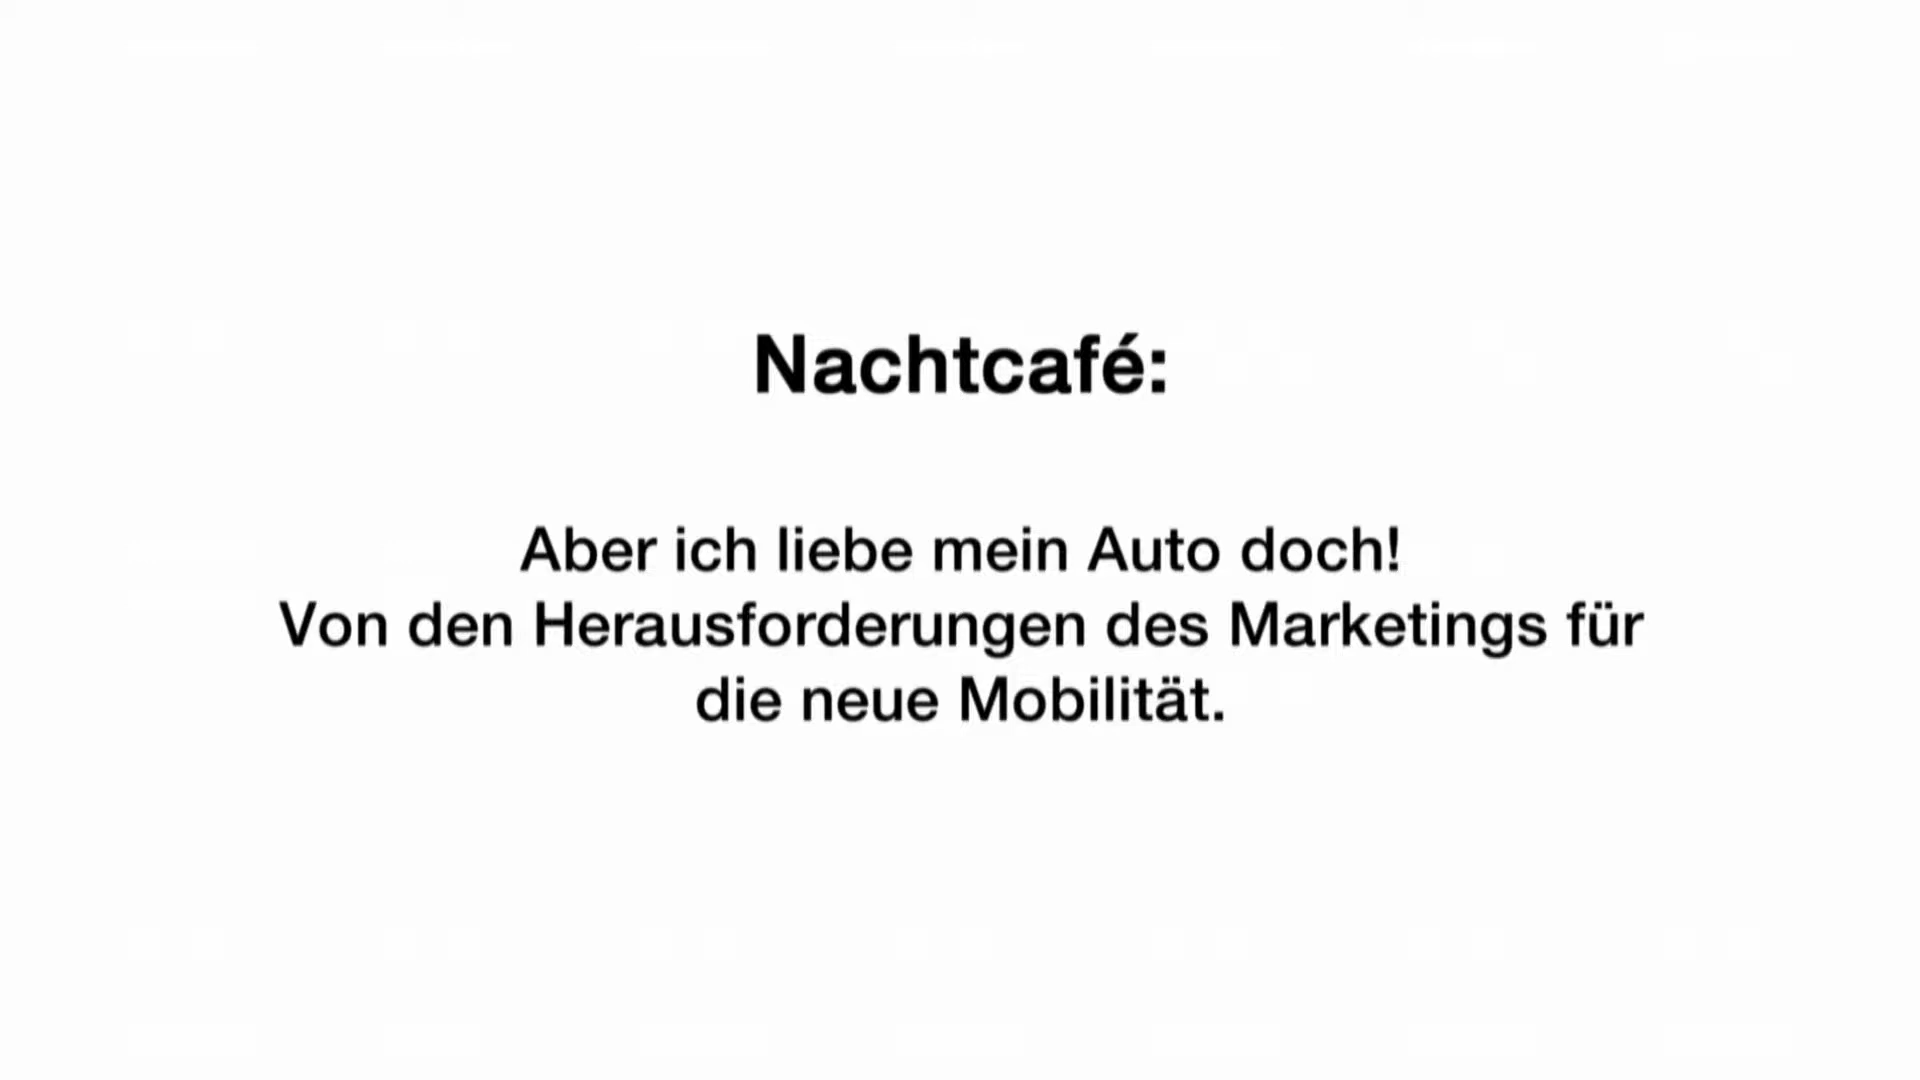 Nachtcafé:
Aber ich liebe mein Auto doch!
Von den Herausforderungen des Marketings für
die neue Mobilität.